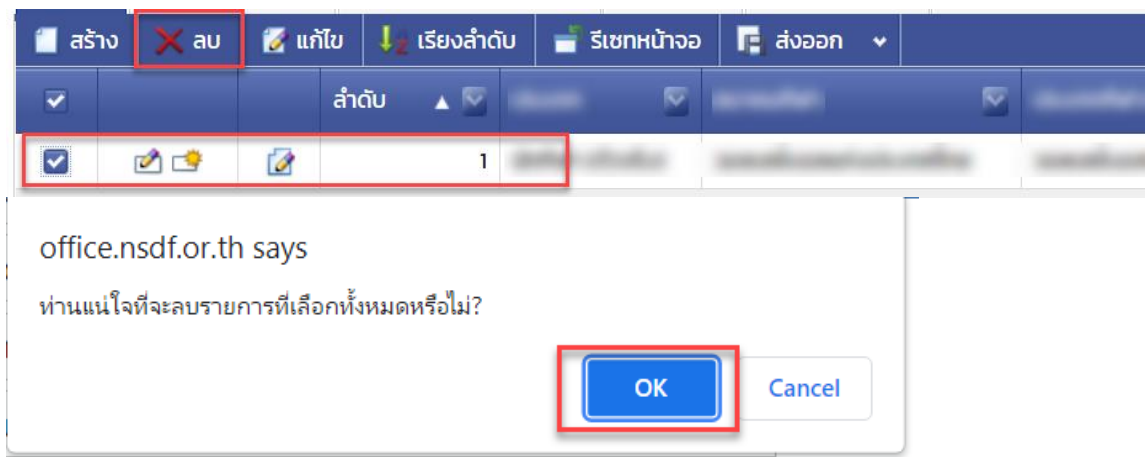 สร้าง ลบ แก้ไข เรียงลำดับ รีเซทหน้าจอ ส่งออก
ลำดับ
1
office.nsdf.or.th says
ท่านแน่ใจที่จะลบรายการที่เลือกทั้งหมดหรือไม่?
OK Cancel